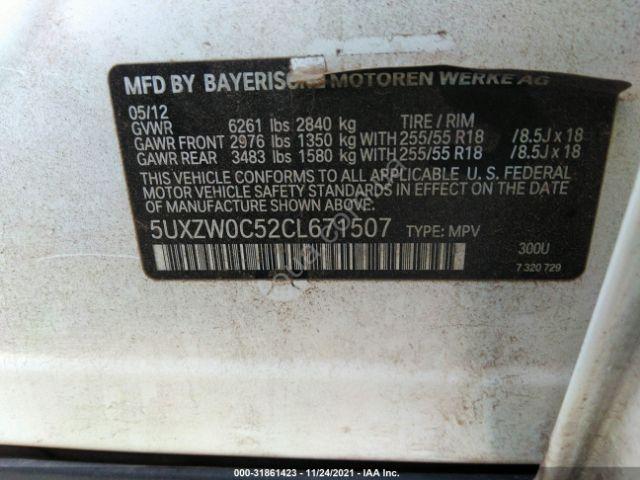 MFD BY BAYERISCHE MOTOREN WERKE AG
05/12
GVWR 6261 lbs 2840 kg TIRE / RIM
GAWR FRONT 2976 lbs 1350 kg WITH 255/55 R18 /8.5J x 18
GAWR REAR 3483 lbs 1580 kg WITH 255/55 R18 /8.5J x 18
THIS VEHICLE CONFORMS TO ALL APPLICABLE U. S. FEDERAL
MOTOR VEHICLE SAFETY STANDARDS IN EFFECT ON THE DATE
OF MANUFACTURE SHOWN ABOVE.
TYPE: MPV
300U
7 320 729
000-31861423 - 11/24/2021 - IAA Inc.